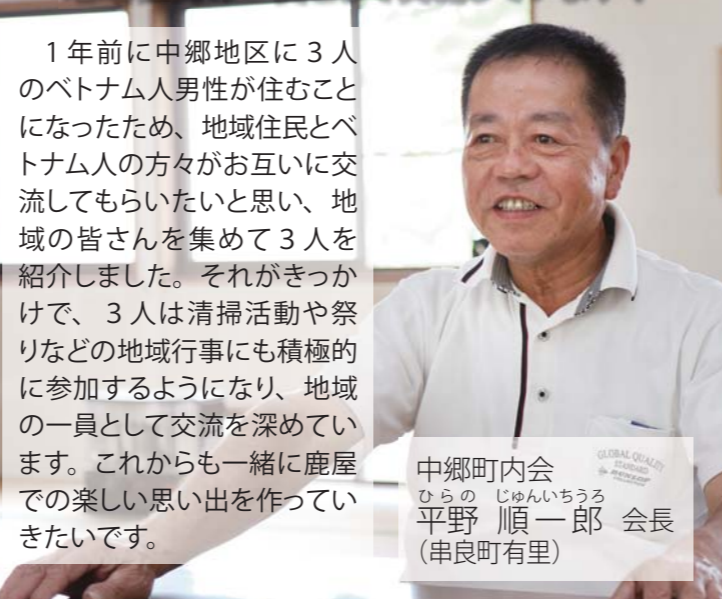 １年前に中郷地区に３人
のベトナム人男性が住むこと
になったため、地域住民とベ
トナム人の方々がお互いに交
流してもらいたいと思い、地
域の皆さんを集めて３人を
紹介しました。それがきっか
けで、３人は清掃活動や祭
りなどの地域行事にも積極的
に参加するようになり、地域
の一員として交流を深めてい
ます。これからも一緒に鹿屋
での楽しい思い出を作ってい
きたいです。
GLOBAL QUALITY
STANDARD
DUNLOP
中郷町内会
ひらの じゅんいちろう
平野 順一郎 会長
（串良町有里）